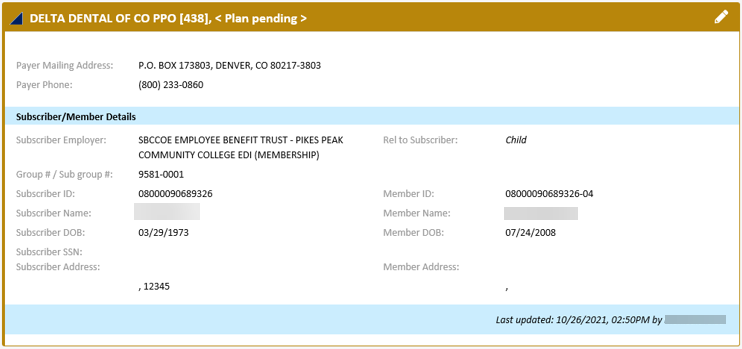 DELTA DENTAL OF CO PPO [438], < Plan pending >
Payer Mailing Address: P.O. BOX 173803, DENVER, CO 80217-3803
Payer Phone: (800) 233-0860
Subscriber/Member Details
Subscriber Employer: SBCCOE EMPLOYEE BENEFIT TRUST - PIKES PEAK Rel to Subscriber: Child
COMMUNITY COLLEGE EDI (MEMBERSHIP)
Group # / Sub group #: 9581-0001
Subscriber ID: 08000090689326 Member ID: 08000090689326-04
Subscriber Name: Member Name:
Subscriber DOB: 03/29/1973 Member DOB: 07/24/2008
Subscriber SSN:
Subscriber Address: Member Address:
, 12345 ,
Last updated: 10/26/2021, 02:50PM by